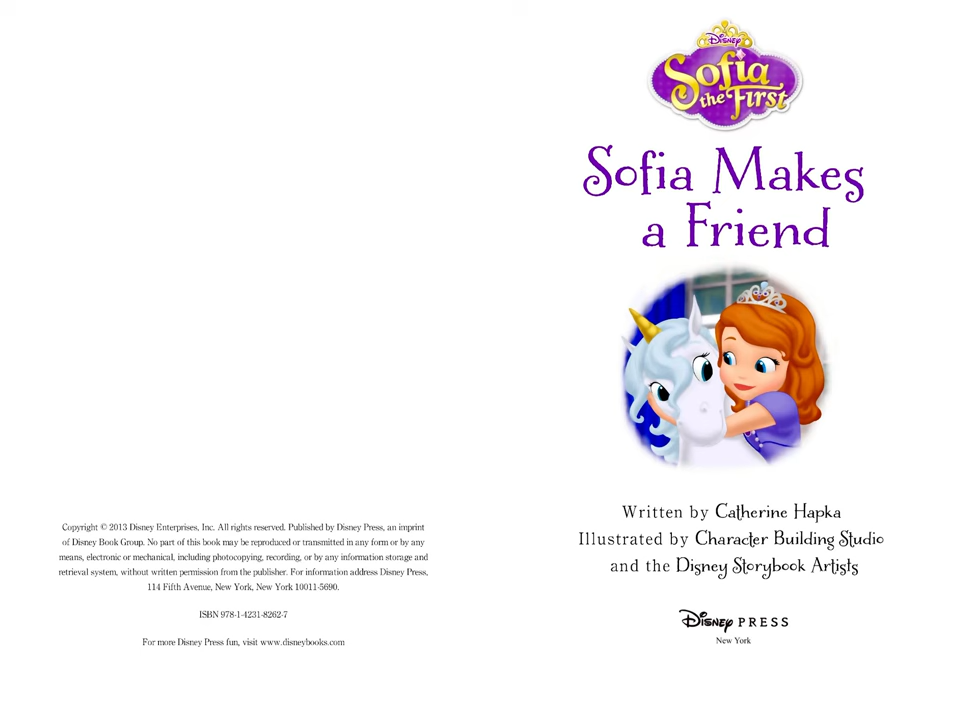 Copyright © 2013 Disney Enterprises, Inc. All rights reserved. Published by Disney Press, an imprint
of Disney Book Group. No part of this book may be reproduced or transmitted in any form or by any
means, electronic or mechanical, including photocopying, recording, or by any information storage and
retrieval system, without written permission from the publisher. For information address Disney Press,
114 Fifth Avenue, New York, New York 10011-5690.
ISBN 978-1-4231-8262-7
For more Disney Press fun, visit www.disneybooks.com
Disney
Sofia
the First
Sofia Makes
a Friend
Written by Catherine Hapka
Illustrated by Character Building Studio
and the Disney Storybook Artists
Disney PRESS
New York